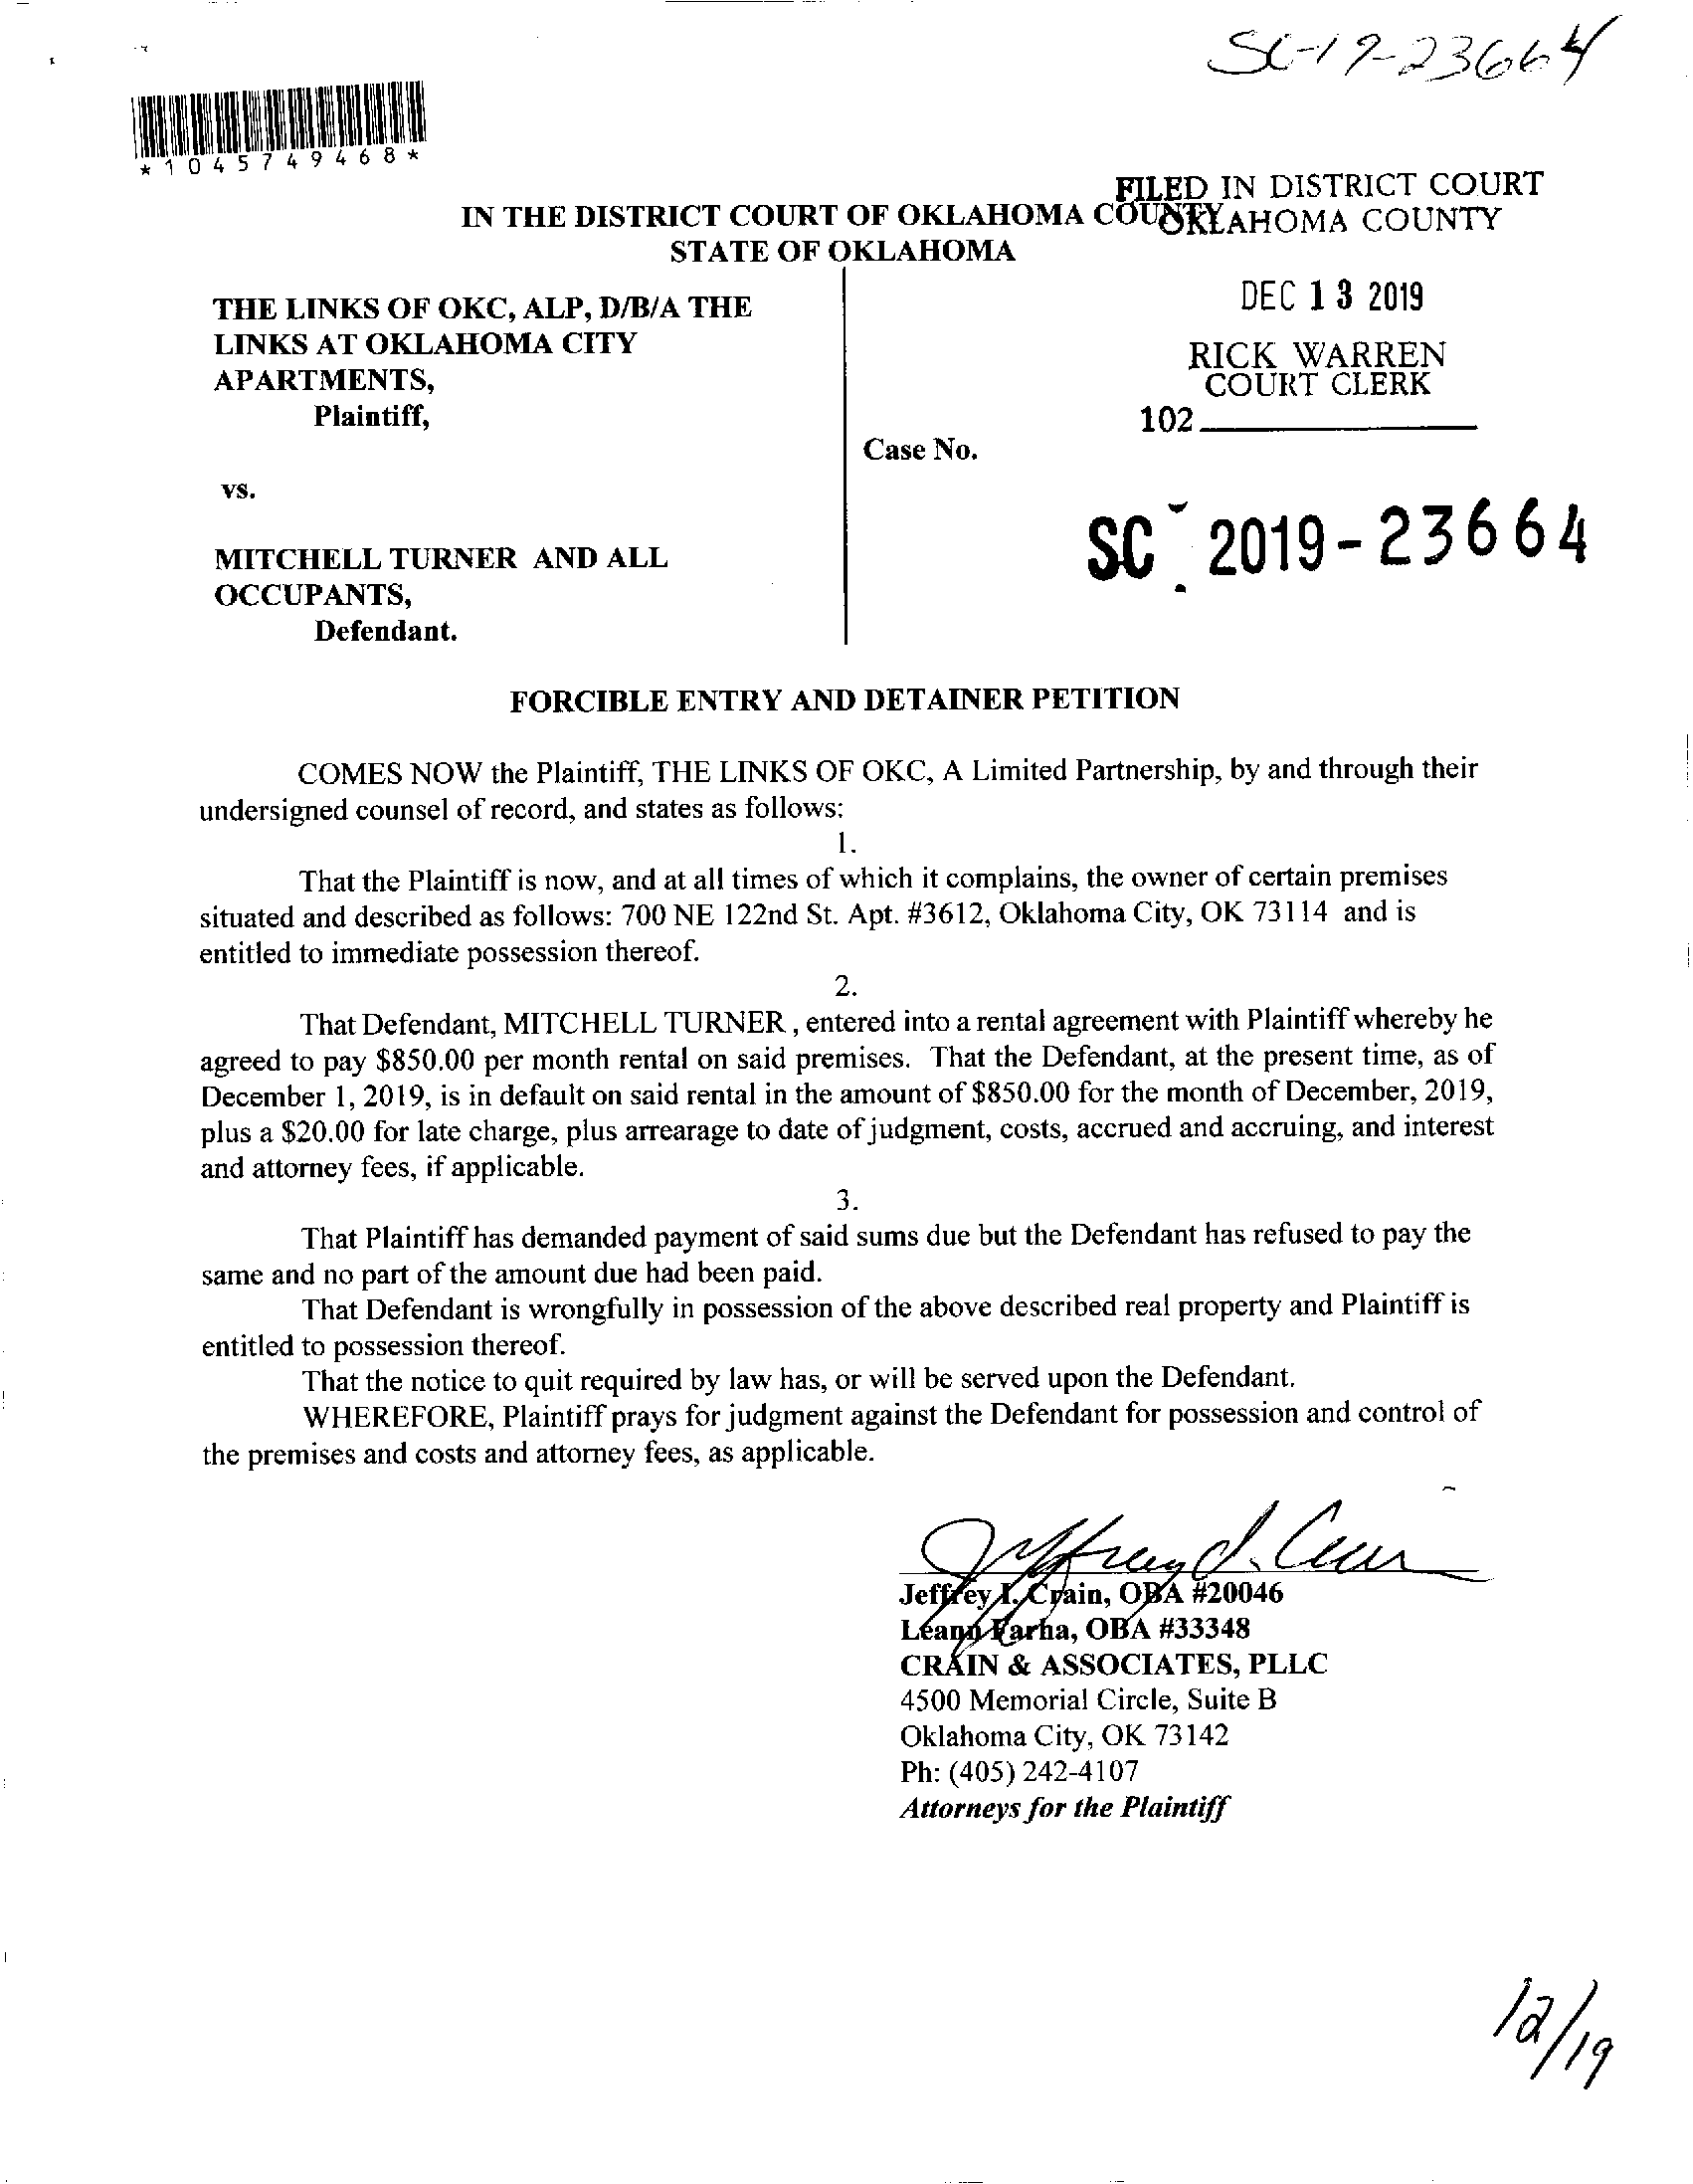 SC-19-23664
*1045749468*
FILED IN DISTRICT COURT
OKLAHOMA COUNTY
IN THE DISTRICT COURT OF OKLAHOMA COUNTY
STATE OF OKLAHOMA
DEC 13 2019
RICK WARREN
COURT CLERK
102
THE LINKS OF OKC, ALP, D/B/A THE
LINKS AT OKLAHOMA CITY
APARTMENTS,
Plaintiff,
Case No.
vs.
SC - 2019-23664
MITCHELL TURNER AND ALL
OCCUPANTS,
Defendant.
FORCIBLE ENTRY AND DETAINER PETITION
COMES NOW the Plaintiff, THE LINKS OF OKC, A Limited Partnership, by and through their
undersigned counsel of record, and states as follows:
1.
That the Plaintiff is now, and at all times of which it complains, the owner of certain premises
situated and described as follows: 700 NE 122nd St. Apt. #3612, Oklahoma City, OK 73114 and is
entitled to immediate possession thereof.
2.
That Defendant, MITCHELL TURNER , entered into a rental agreement with Plaintiff whereby he
agreed to pay $850.00 per month rental on said premises. That the Defendant, at the present time, as of
December 1, 2019, is in default on said rental in the amount of $850.00 for the month of December, 2019,
plus a $20.00 for late charge, plus arrearage to date of judgment, costs, accrued and accruing, and interest
and attorney fees, if applicable.
3.
That Plaintiff has demanded payment of said sums due but the Defendant has refused to pay the
same and no part of the amount due had been paid.
That Defendant is wrongfully in possession of the above described real property and Plaintiff is
entitled to possession thereof.
That the notice to quit required by law has, or will be served upon the Defendant.
WHEREFORE, Plaintiff prays for judgment against the Defendant for possession and control of
the premises and costs and attorney fees, as applicable.
Jeffrey I. Crain
Jeffrey I. Crain, OBA #20046
Leann Farha, OBA #33348
CRAIN & ASSOCIATES, PLLC
4500 Memorial Circle, Suite B
Oklahoma City, OK 73142
Ph: (405) 242-4107
Attorneys for the Plaintiff
12/19